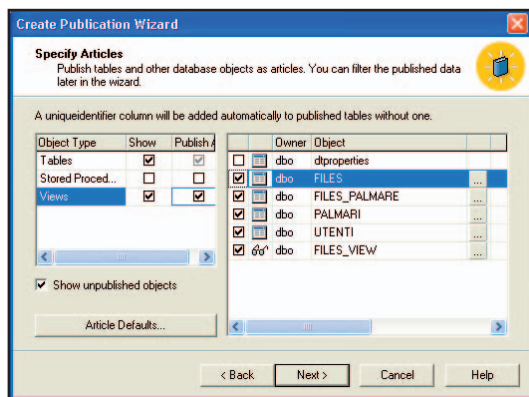 Create Publication Wizard
Specify Articles
Publish tables and other database objects as articles. You can filter the published data
later in the wizard.
A uniqueidentifier column will be added automatically to published tables without one.
Object Type Show Publish A
Tables
Stored Proced...
Views
Owner Object
dbo dtproperties
dbo FILES ...
dbo FILES_PALMARE ...
dbo PALMARI ...
dbo UTENTI ...
dbo FILES_VIEW ...
Show unpublished objects
Article Defaults...
< Back Next > Cancel Help